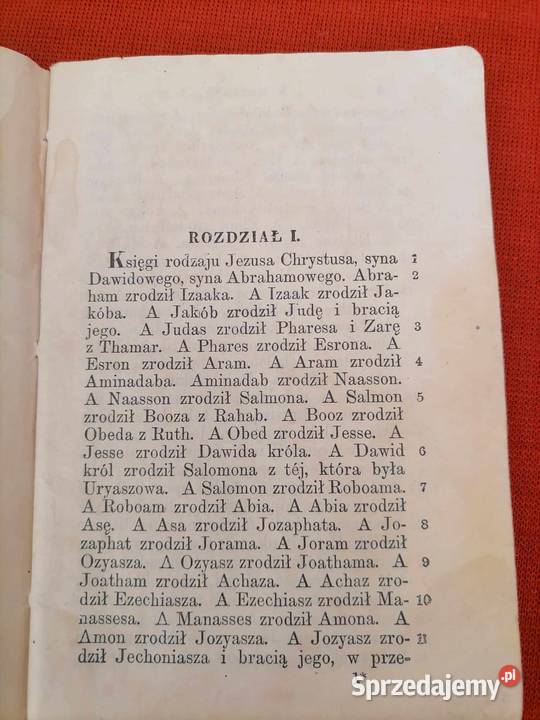 ROZDZIAŁ I.
Księgi rodzaju Jezusa Chrystusa, syna 1
Dawidowego, syna Abrahamowego. Abra- 2
ham zrodził Izaaka. A Izaak zrodził Ja-
kóba. A Jakób zrodził Judę i bracią
jego. A Judas zrodził Pharesa i Zarę 3
z Thamar. A Phares zrodził Esrona. A
Esron zrodził Aram. A Aram zrodził 4
Aminadaba. Aminadab zrodził Naasson.
A Naasson zrodził Salmona. A Salmon 5
zrodził Booza z Rahab. A Booz zrodził
Obeda z Ruth. A Obed zrodził Jesse. A
Jesse zrodził Dawida króla. A Dawid 6
król zrodził Salomona z téj, która była
Uryaszowa. A Salomon zrodził Roboama. 7
A Roboam zrodził Abia. A Abia zrodził
Asę. A Asa zrodził Jozaphata. A Jo- 8
zaphat zrodził Jorama. A Joram zrodził
Ozyasza. A Ozyasz zrodził Joathama. A 9
Joatham zrodził Achaza. A Achaz zro-
dził Ezechiasza. A Ezechiasz zrodził Ma- 10
nassesa. A Manasses zrodził Amona. A
Amon zrodził Jozyasza. A Jozyasz zro- 11
dził Jechoniasza i bracią jego, w prze-
1*
Sprzedajemy.pl